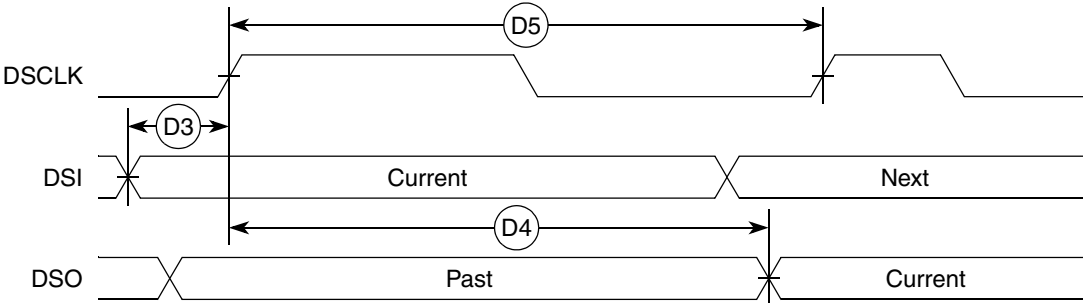 D5
DSCLK
D3
DSI Current Next
D4
DSO Past Current